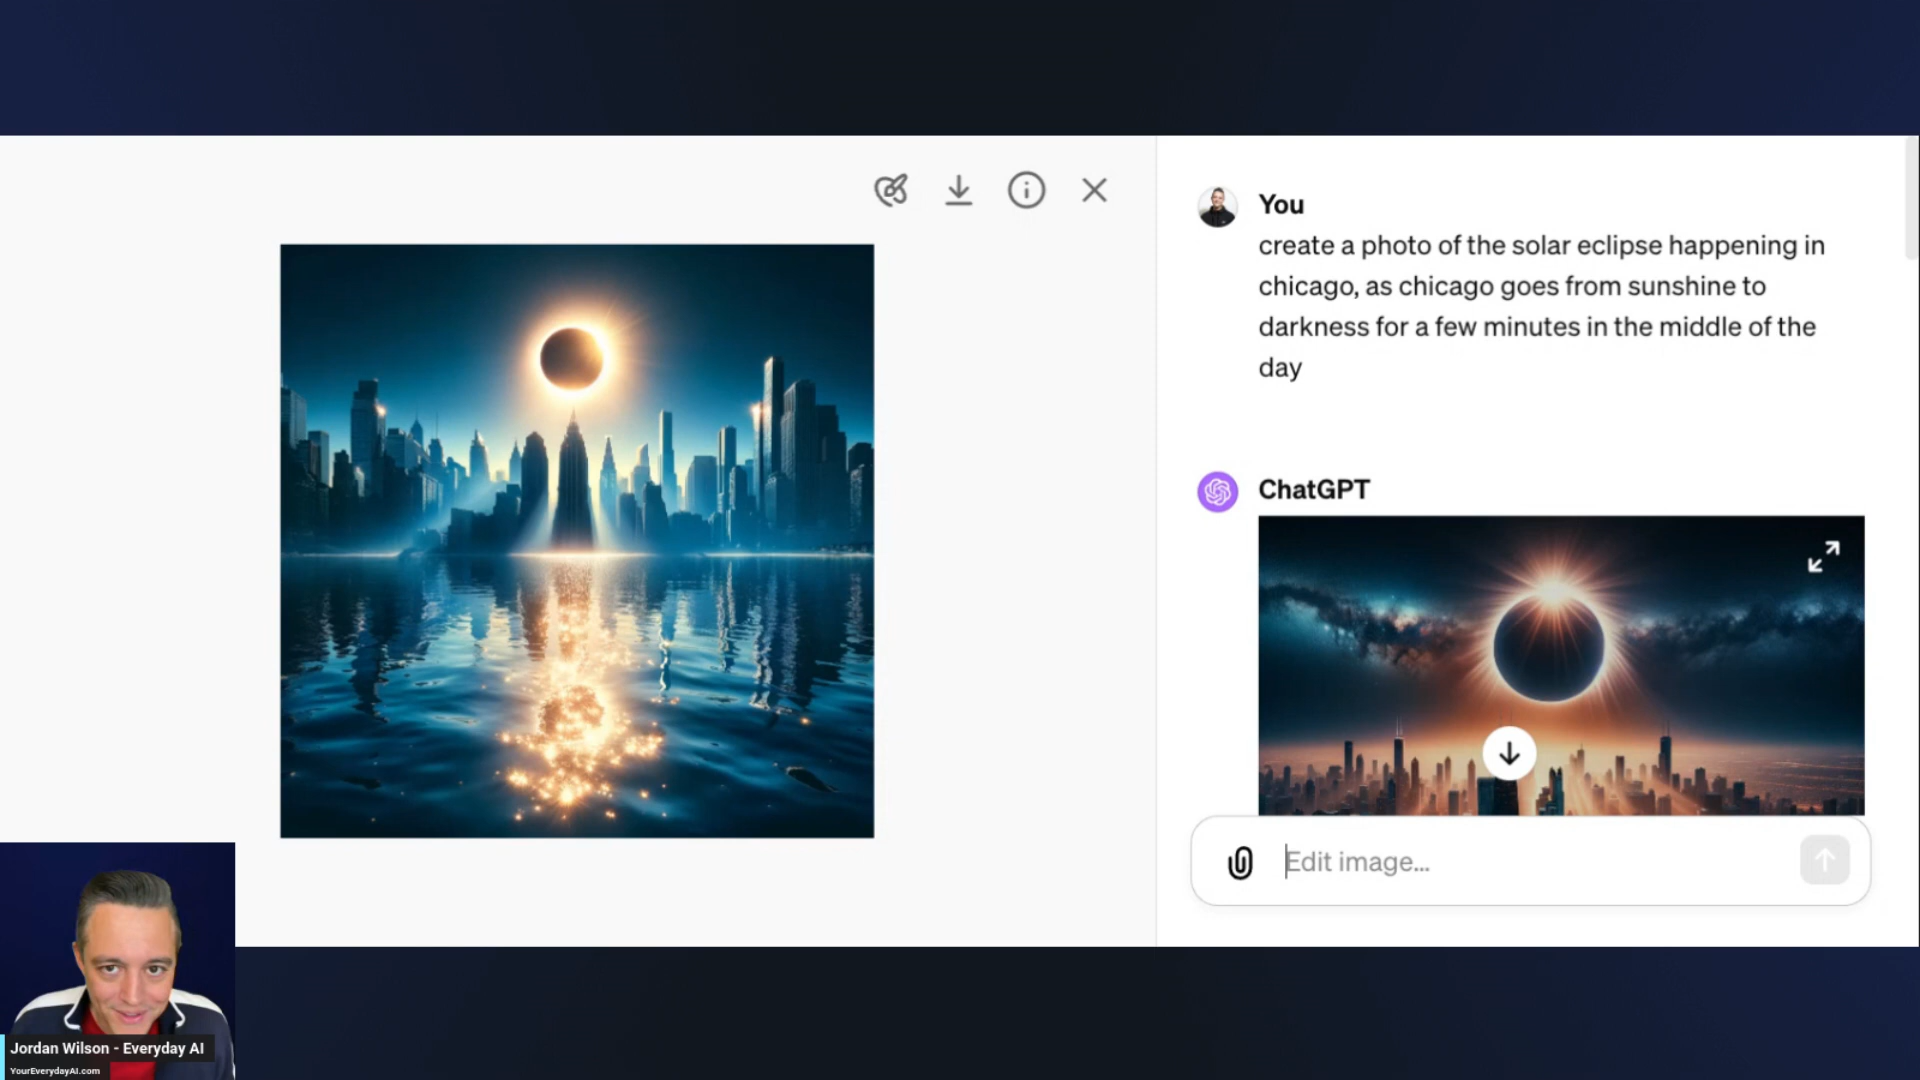 You
create a photo of the solar eclipse happening in
chicago, as chicago goes from sunshine to
darkness for a few minutes in the middle of the
day
ChatGPT
Edit image...
Jordan Wilson - Everyday AI
YourEverydayAI.com